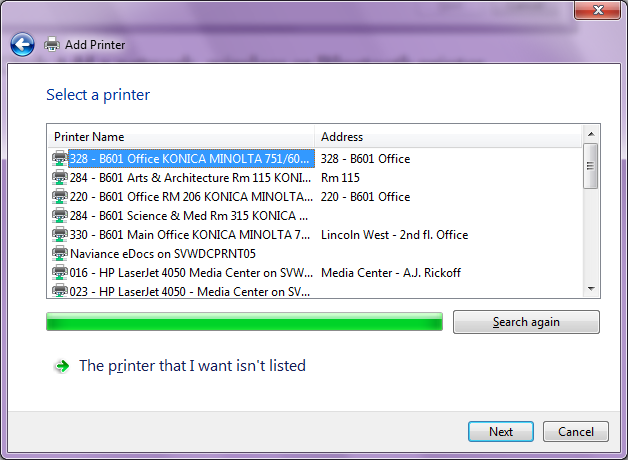 Add Printer
Select a printer
Printer Name Address
328 - B601 Office KONICA MINOLTA 751/60... 328 - B601 Office
284 - B601 Arts & Architecture Rm 115 KONI... Rm 115
220 - B601 Office RM 206 KONICA MINOLTA... 220 - B601 Office
284 - B601 Science & Med Rm 315 KONICA ...
330 - B601 Main Office KONICA MINOLTA 7... Lincoln West - 2nd fl. Office
Naviance eDocs on SVWDCPRNT05
016 - HP LaserJet 4050 Media Center on SVW... Media Center - A.J. Rickoff
023 - HP LaserJet 4050 - Media Center on SV...
Search again
The printer that I want isn't listed
Next Cancel